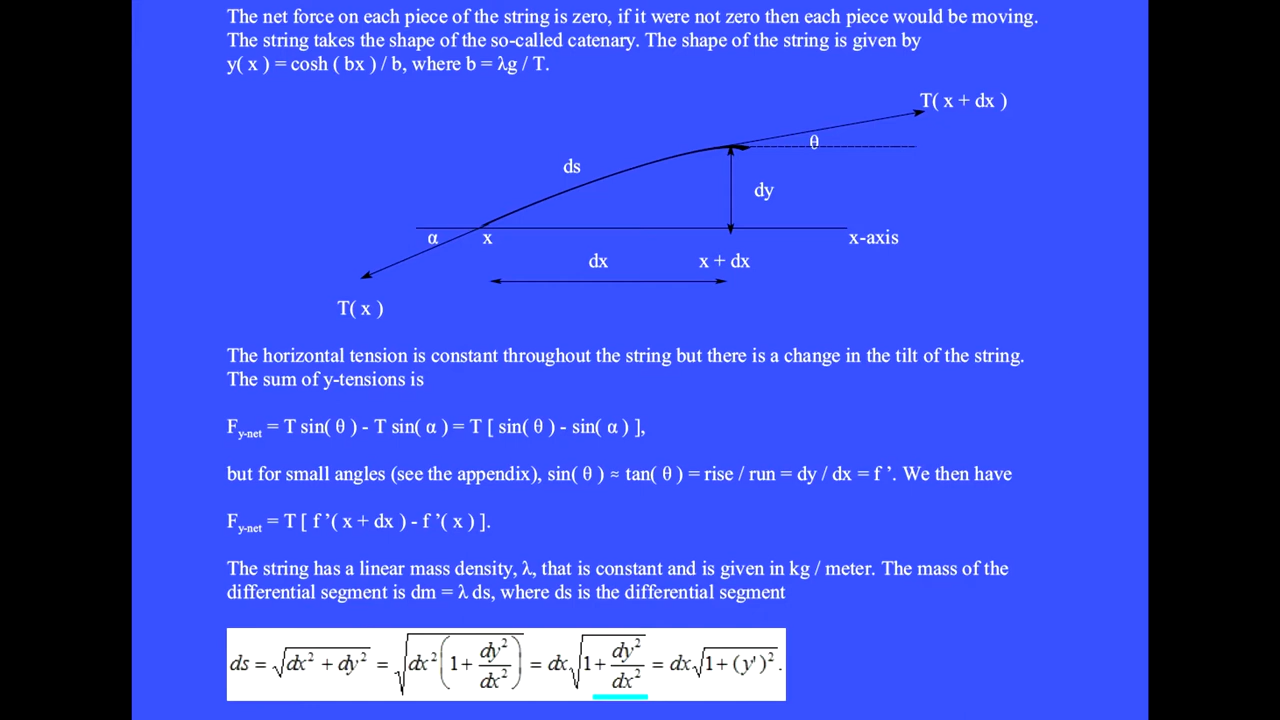 The net force on each piece of the string is zero, if it were not zero then each piece would be moving.
The string takes the shape of the so-called catenary. The shape of the string is given by
y( x ) = cosh ( bx ) / b, where b = λg / T.
T( x + dx )
θ
ds
dy
α
x
x-axis
dx
x + dx
T( x )
The horizontal tension is constant throughout the string but there is a change in the tilt of the string.
The sum of y-tensions is
F_y-net = T sin( θ ) - T sin( α ) = T [ sin( θ ) - sin( α ) ],
but for small angles (see the appendix), sin( θ ) ≈ tan( θ ) = rise / run = dy / dx = f ’. We then have
F_y-net = T [ f ’( x + dx ) - f ’( x ) ].
The string has a linear mass density, λ, that is constant and is given in kg / meter. The mass of the
differential segment is dm = λ ds, where ds is the differential segment
ds = √(dx² + dy²) = √(dx²(1 + dy²/dx²)) = dx√(1 + dy²/dx²) = dx√(1 + (y')²).